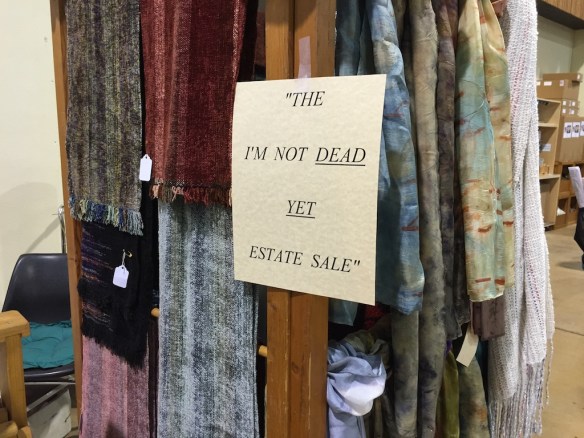 "THE
I'M NOT DEAD
YET
ESTATE SALE"